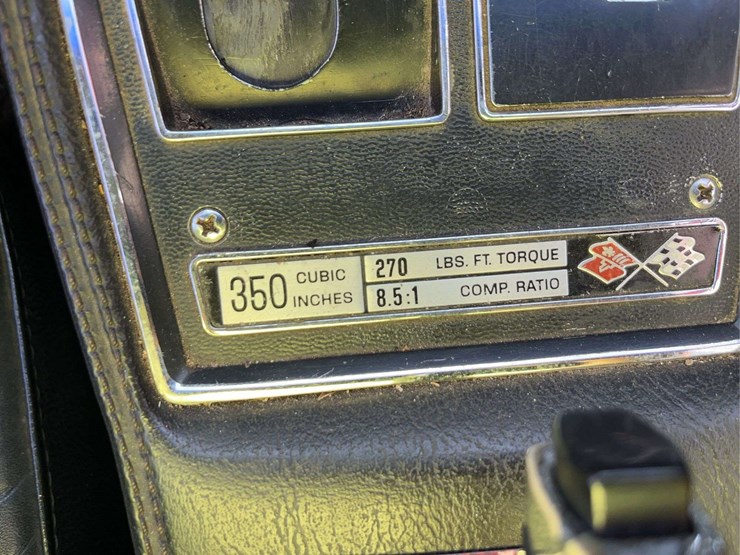 350 CUBIC INCHES
270 LBS. FT. TORQUE
8.5:1 COMP. RATIO